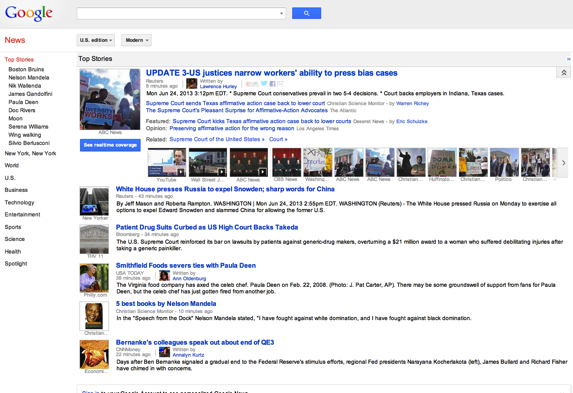 Google
News
U.S. edition
Modern
Top Stories
Boston Bruins
Nelson Mandela
Nik Wallenda
James Gandolfini
Paula Deen
Doc Rivers
Moon
Serena Williams
Wing walking
Silvio Berlusconi
New York, New York
World
U.S.
Business
Technology
Entertainment
Sports
Science
Health
Spotlight
Top Stories
ABC News
See realtime coverage
UPDATE 3-US justices narrow workers' ability to press bias cases
Reuters
8 minutes ago
Written by
Lawrence Hurley
Mon Jun 24, 2013 3:12pm EDT. * Supreme Court conservatives prevail in two 5-4 decisions. * Court backs employers in Indiana, Texas cases.
Supreme Court sends Texas affirmative action case back to lower court Christian Science Monitor - by Warren Richey
The Supreme Court's Pleasant Surprise for Affirmative-Action Advocates The Atlantic
Featured: Supreme Court kicks Texas affirmative action case back to lower courts Deseret News - by Eric Schulzke
Opinion: Preserving affirmative action for the wrong reason Los Angeles Times
Related: Supreme Court of the United States » Court »
YouTube
Wall Street J...
ABC News
CBS News
Washing...
ABC News
ABC News
Christian...
Huffingto...
Christian...
Politico
Christian...
White House presses Russia to expel Snowden; sharp words for China
Reuters - 43 minutes ago
By Jeff Mason and Roberta Rampton. WASHINGTON | Mon Jun 24, 2013 2:59pm EDT. WASHINGTON (Reuters) - The White House pressed Russia on Monday to exercise all
options to expel Edward Snowden and slammed China for allowing the former U.S.
New Yorker
Patient Drug Suits Curbed as US High Court Backs Takeda
Bloomberg - 34 minutes ago
The U.S. Supreme Court reinforced its bar on lawsuits by patients against generic-drug makers, overturning a $21 million award to a woman who suffered debilitating injuries after
taking a generic painkiller.
THV 11
Smithfield Foods severs ties with Paula Deen
USA TODAY
38 minutes ago
Written by
Ann Oldenburg
The Virginia food company has axed the celeb chef. Paula Deen on Feb. 22, 2008. (Photo: J. Pat Carter, AP). There may be some groundswell of support from fans for Paula
Deen, but the celeb chef has just gotten fired from another job.
Philly.com
5 best books by Nelson Mandela
Christian Science Monitor - 10 minutes ago
In the "Speech from the Dock" Nelson Mandela stated, "I have fought against white domination, and I have fought against black domination.
Christian...
Bernanke's colleagues speak out about end of QE3
CNNMoney
22 minutes ago
Written by
Annalyn Kurtz
Days after Ben Bernanke signaled a gradual end to the Federal Reserve's stimulus efforts, regional Fed presidents Narayana Kocherlakota (left), James Bullard and Richard Fisher
have chimed in with concerns.
Economi...